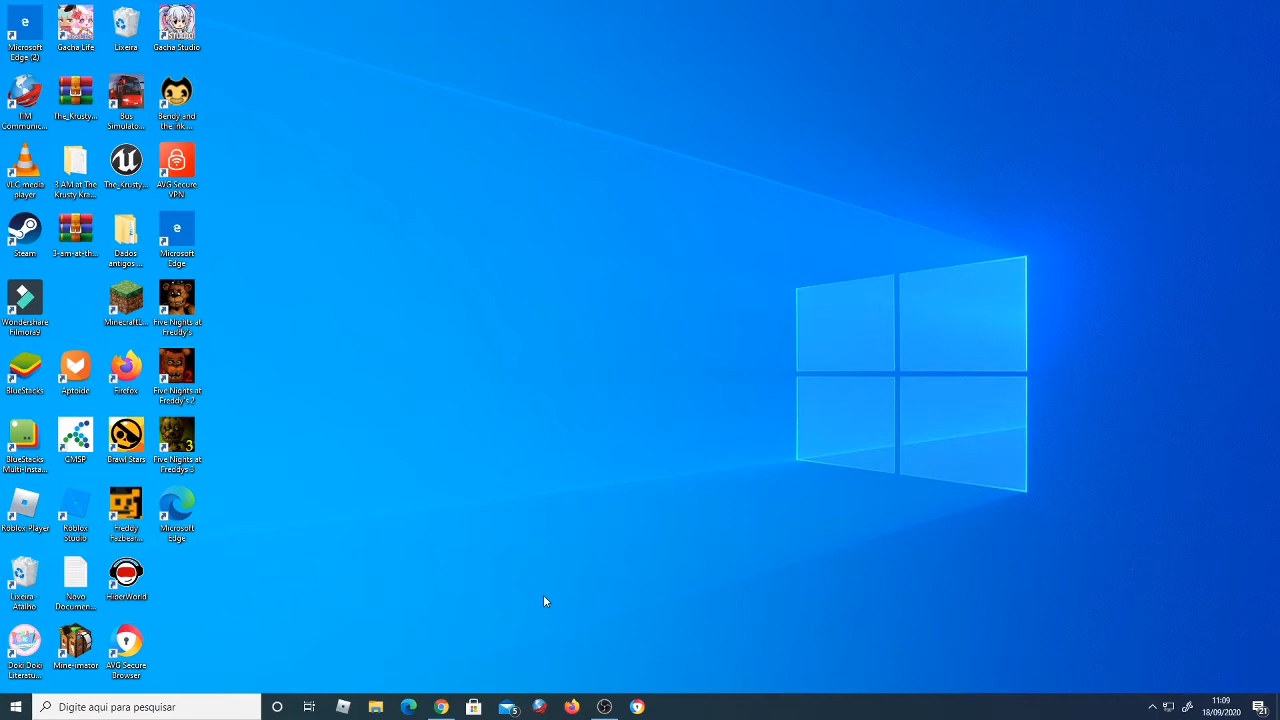 Microsoft
Edge (2)
Gacha Life
Lixeira
Gacha Studio
TIM
Communic...
The_Krusty...
Bus
Simulato...
Bendy and
the ink ...
VLC media
player
3 AM at The
Krusty Kra...
The_Krusty...
AVG Secure
VPN
Steam
3-am-at-th...
Dados
antigos ...
Microsoft
Edge
Wondershare
Filmora9
MinecraftL...
Five Nights at
Freddy's
BlueStacks
Aptoide
Firefox
Five Nights at
Freddy's 2
BlueStacks
Multi-Insta...
CMSP
Brawl Stars
Five Nights at
Freddys 3
Roblox Player
Roblox
Studio
Freddy
Fazbear...
Microsoft
Edge
Lixeira -
Atalho
Novo
Documen...
HiberWorld
Doki Doki
Literatu...
Mine-imator
AVG Secure
Browser
Digite aqui para pesquisar
5
11:09
18/09/2020